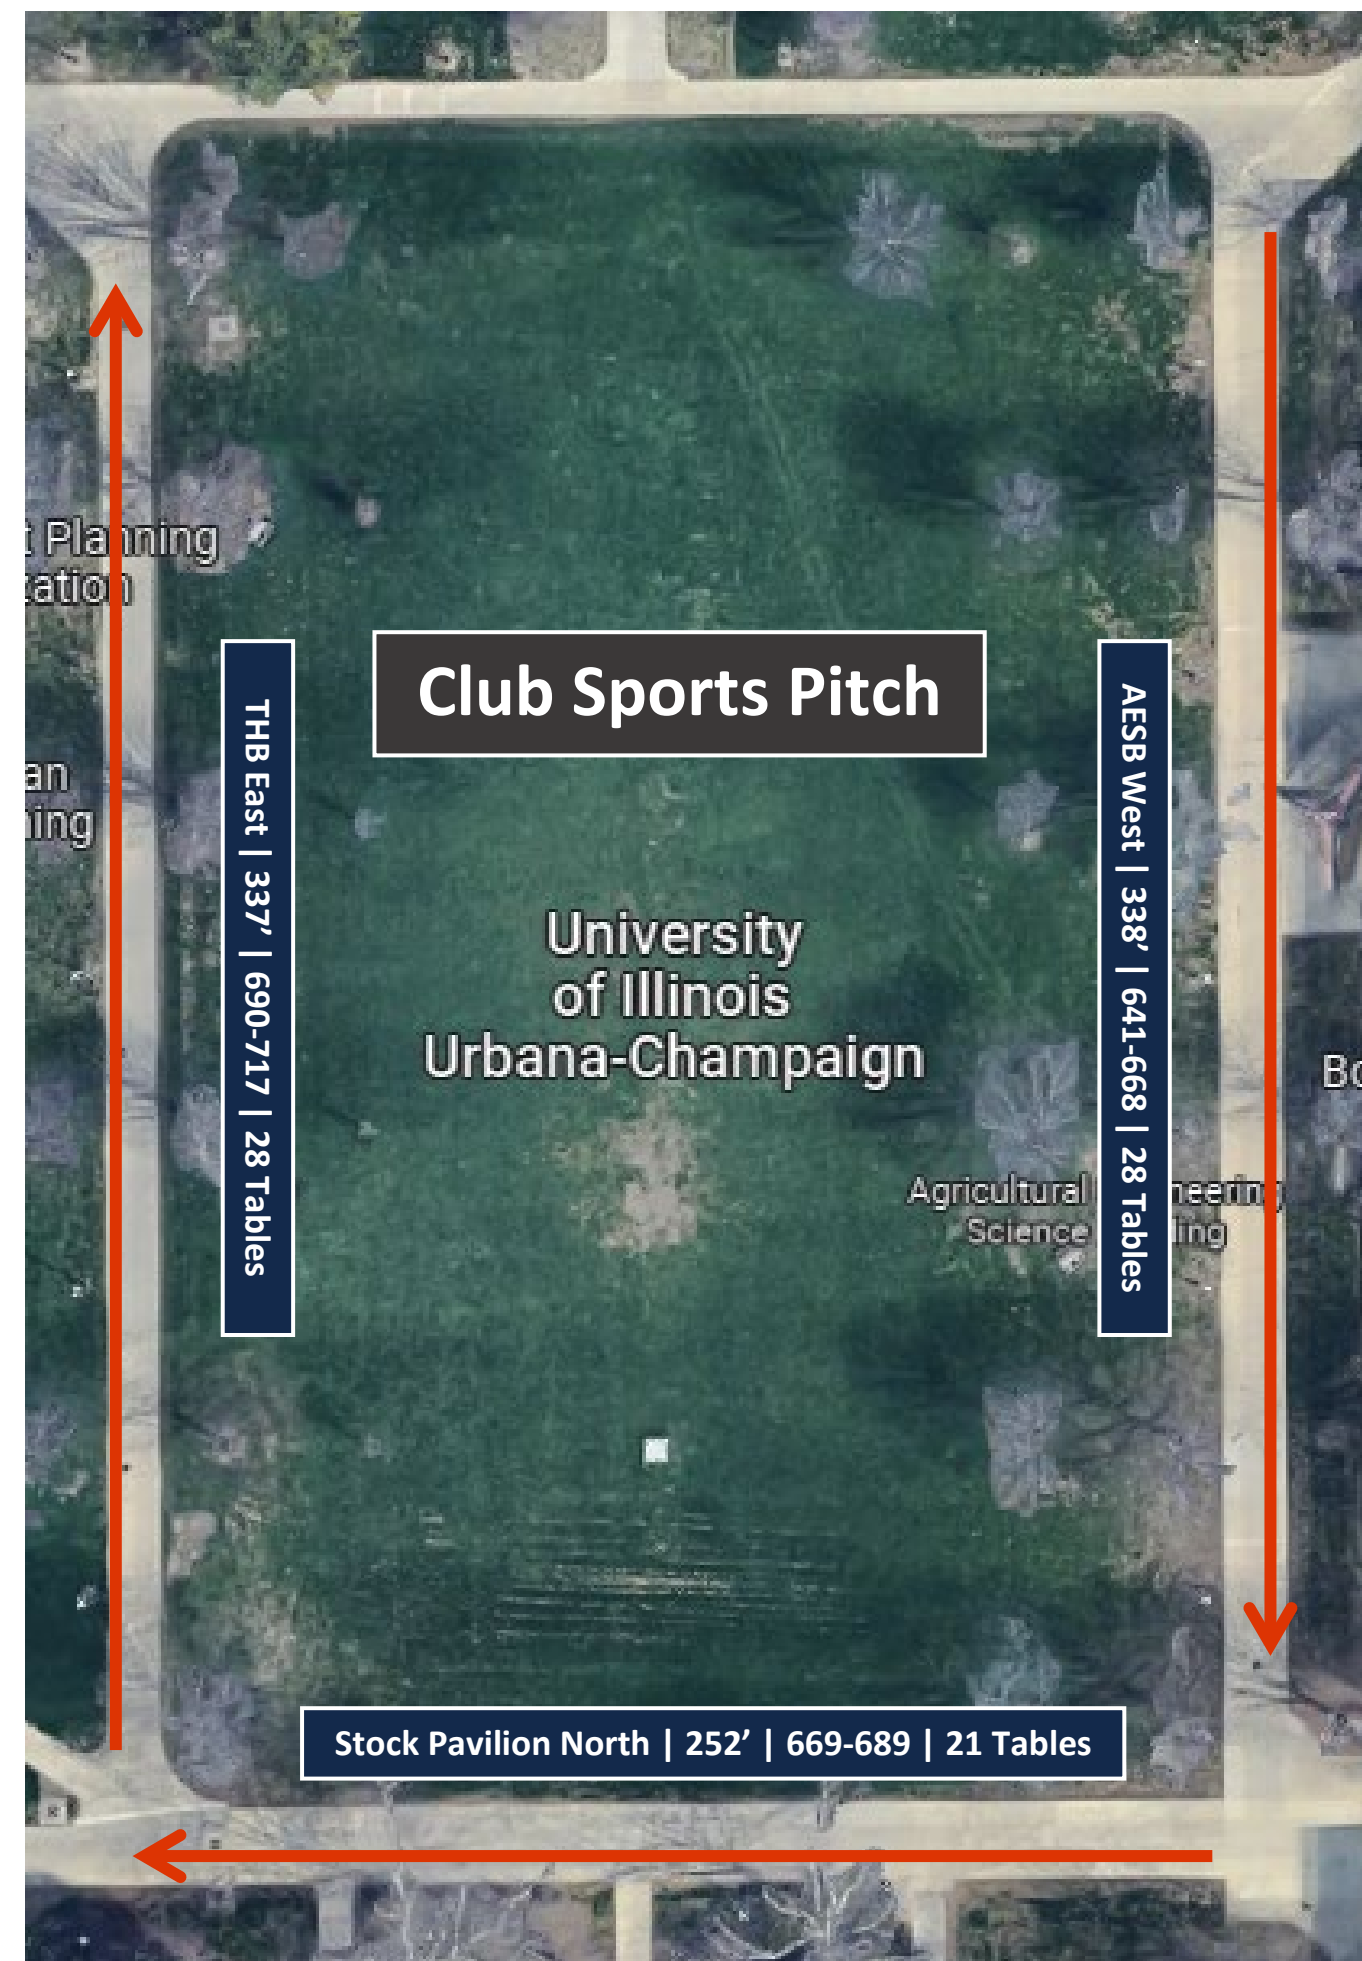 Planning
Club Sports Pitch
THB East | 337’ | 690-717 | 28 Tables
AESB West | 338’ | 641-668 | 28 Tables
University
of Illinois
Urbana-Champaign
Agricultural
Science
Stock Pavilion North | 252’ | 669-689 | 21 Tables